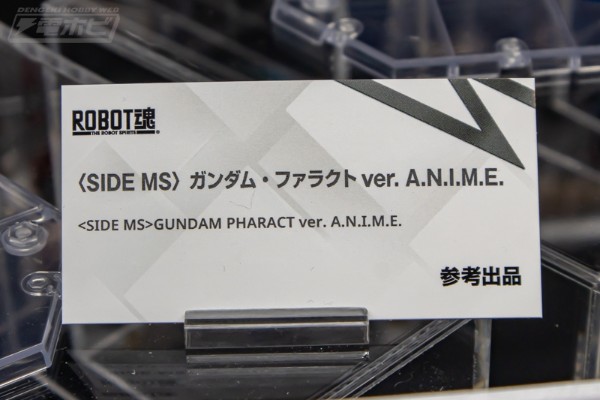 DENGEKI HOBBY WEB
電ホビ
ROBOT魂
THE ROBOT SPIRITS
〈SIDE MS〉 ガンダム・ファラクト ver. A.N.I.M.E.
<SIDE MS>GUNDAM PHARACT ver. A.N.I.M.E.
参考出品